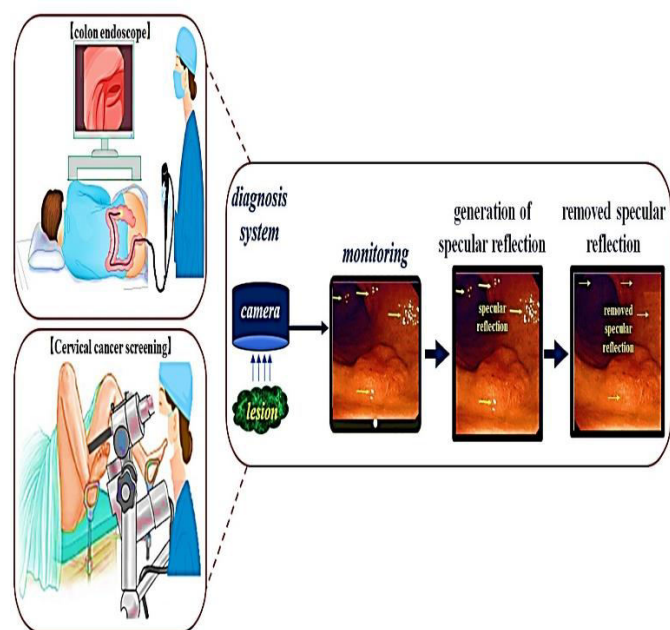 【colon endoscope】
【Cervical cancer screening】
diagnosis
system
camera
lesion
monitoring
generation of
specular reflection
specular
reflection
removed specular
reflection
removed
specular
reflection